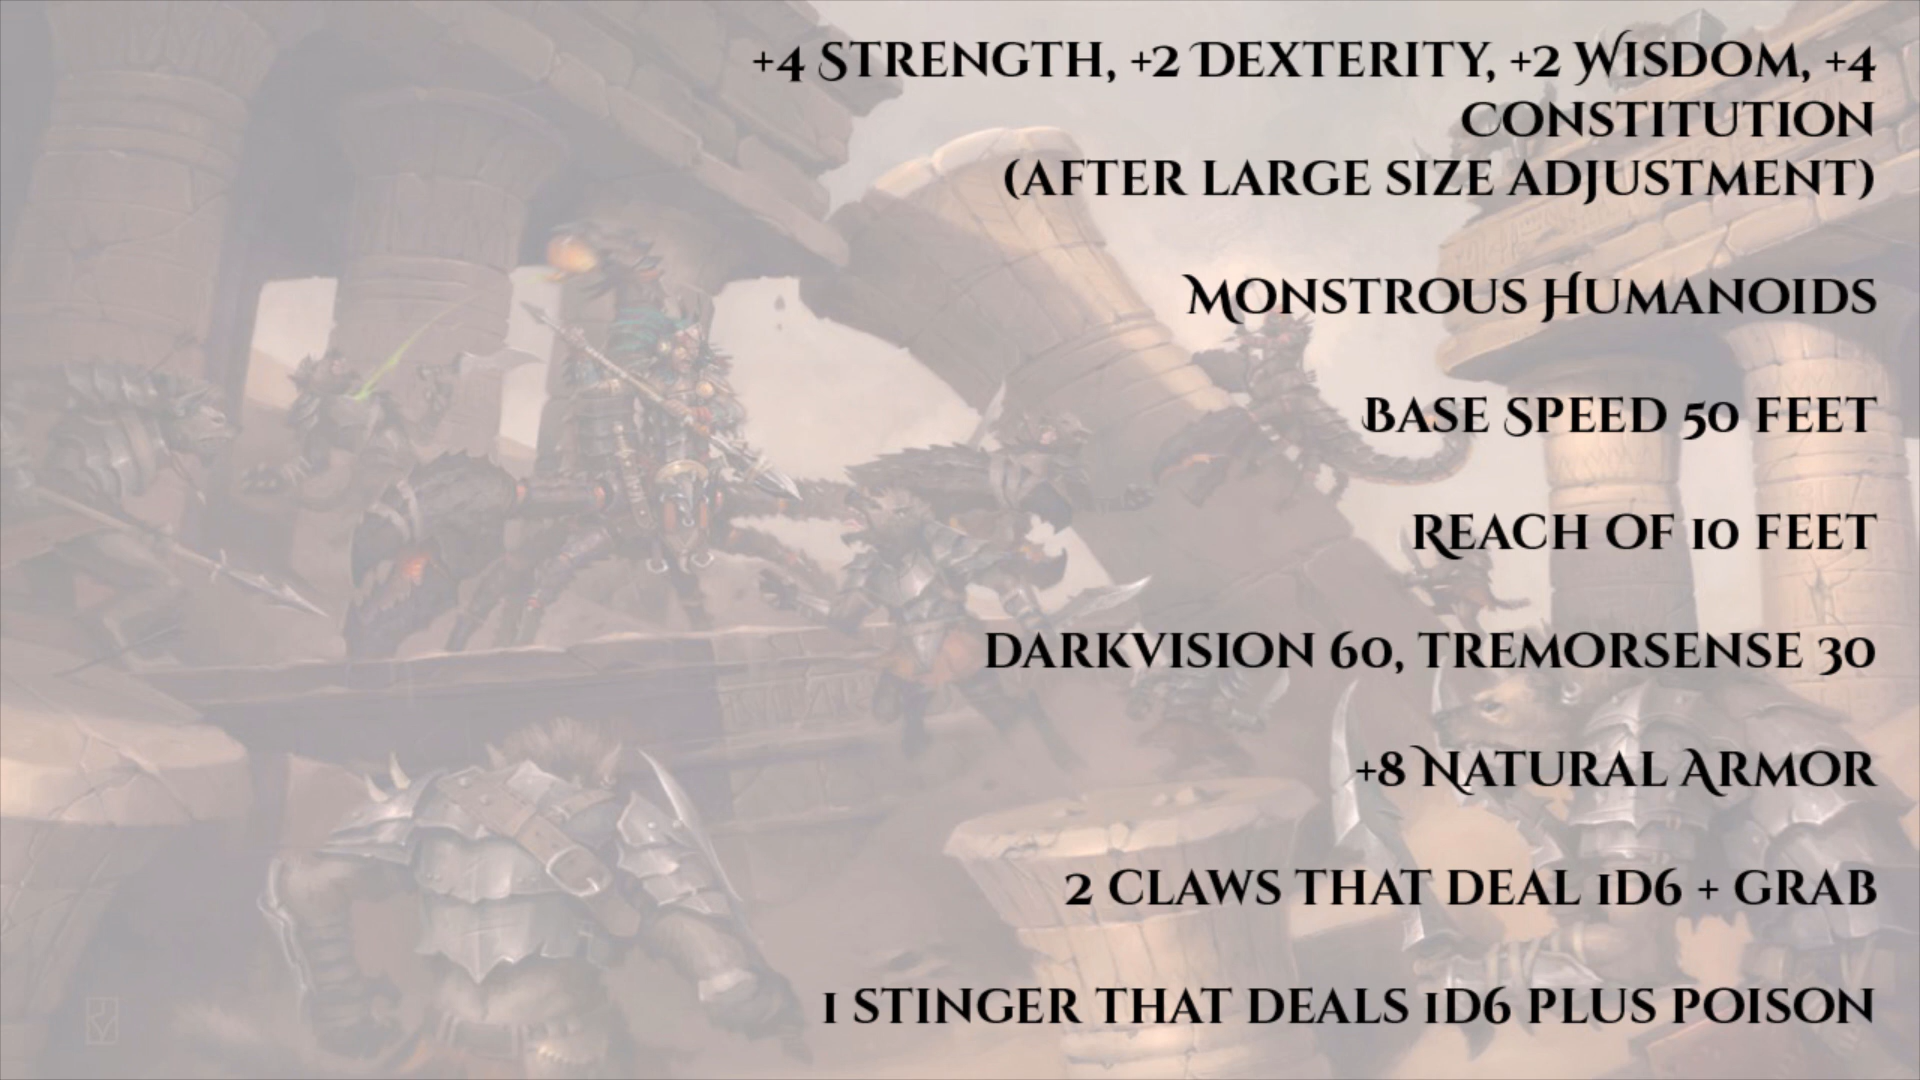 +4 Strength, +2 Dexterity, +2 Wisdom, +4
Constitution
(after large size adjustment)
Monstrous Humanoids
Base Speed 50 feet
Reach of 10 feet
darkvision 60, tremorsense 30
+8 Natural Armor
2 claws that deal 1d6 + grab
1 stinger that deals 1d6 plus poison